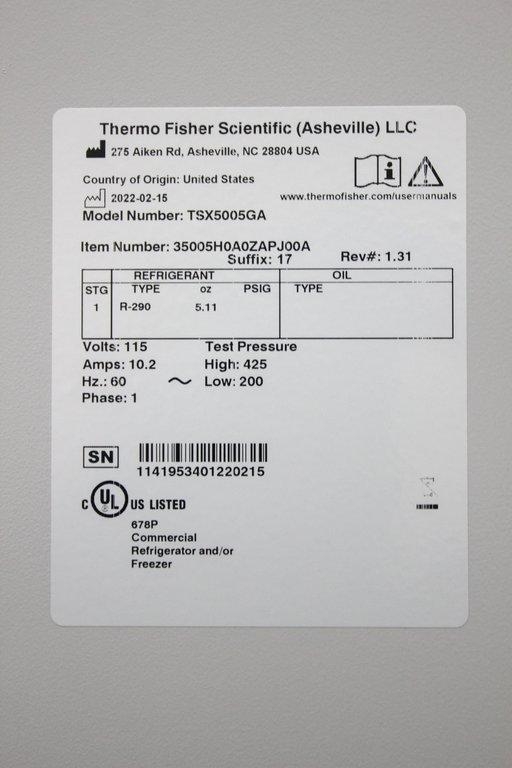 Thermo Fisher Scientific (Asheville) LLC
275 Aiken Rd, Asheville, NC 28804 USA
Country of Origin: United States
2022-02-15
www.thermofisher.com/usermanuals
Model Number: TSX5005GA
Item Number: 35005H0A0ZAPJ00A
Suffix: 17 Rev#: 1.31
REFRIGERANT OIL
STG TYPE oz PSIG TYPE
1 R-290 5.11
Volts: 115 Test Pressure
Amps: 10.2 High: 425
Hz.: 60 ~ Low: 200
Phase: 1
SN
1141953401220215
C UL US LISTED
678P
Commercial
Refrigerator and/or
Freezer